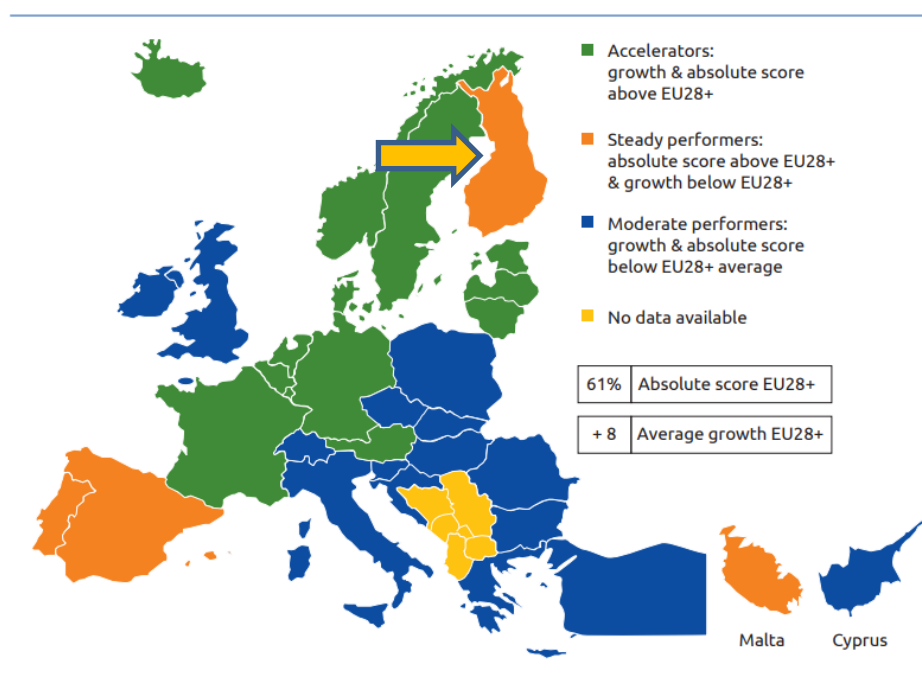 Accelerators:
growth & absolute score
above EU28+
Steady performers:
absolute score above EU28+
& growth below EU28+
Moderate performers:
growth & absolute score
below EU28+ average
No data available
61% Absolute score EU28+
+ 8 Average growth EU28+
Malta
Cyprus